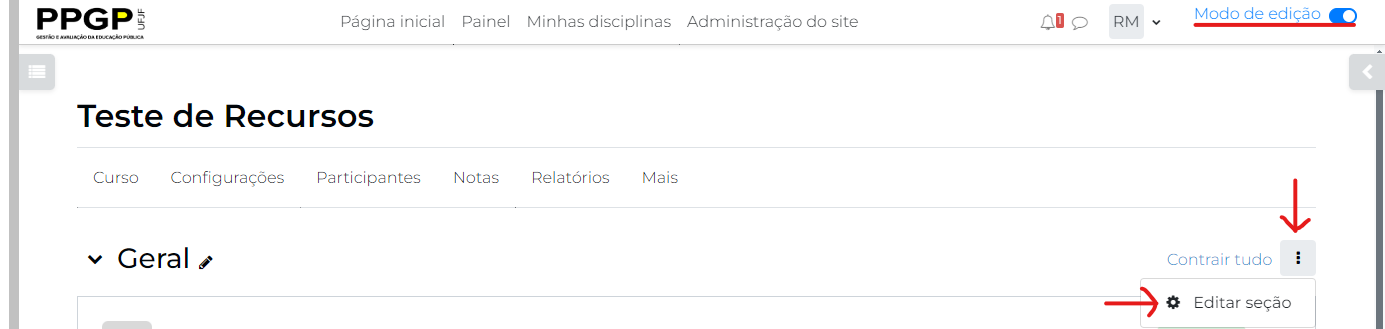 PPGP UFJF
GESTÃO E AVALIAÇÃO DA EDUCAÇÃO PÚBLICA
Página inicial Painel Minhas disciplinas Administração do site
1
RM
Modo de edição
Teste de Recursos
Curso Configurações Participantes Notas Relatórios Mais
Geral
Contrair tudo
Editar seção